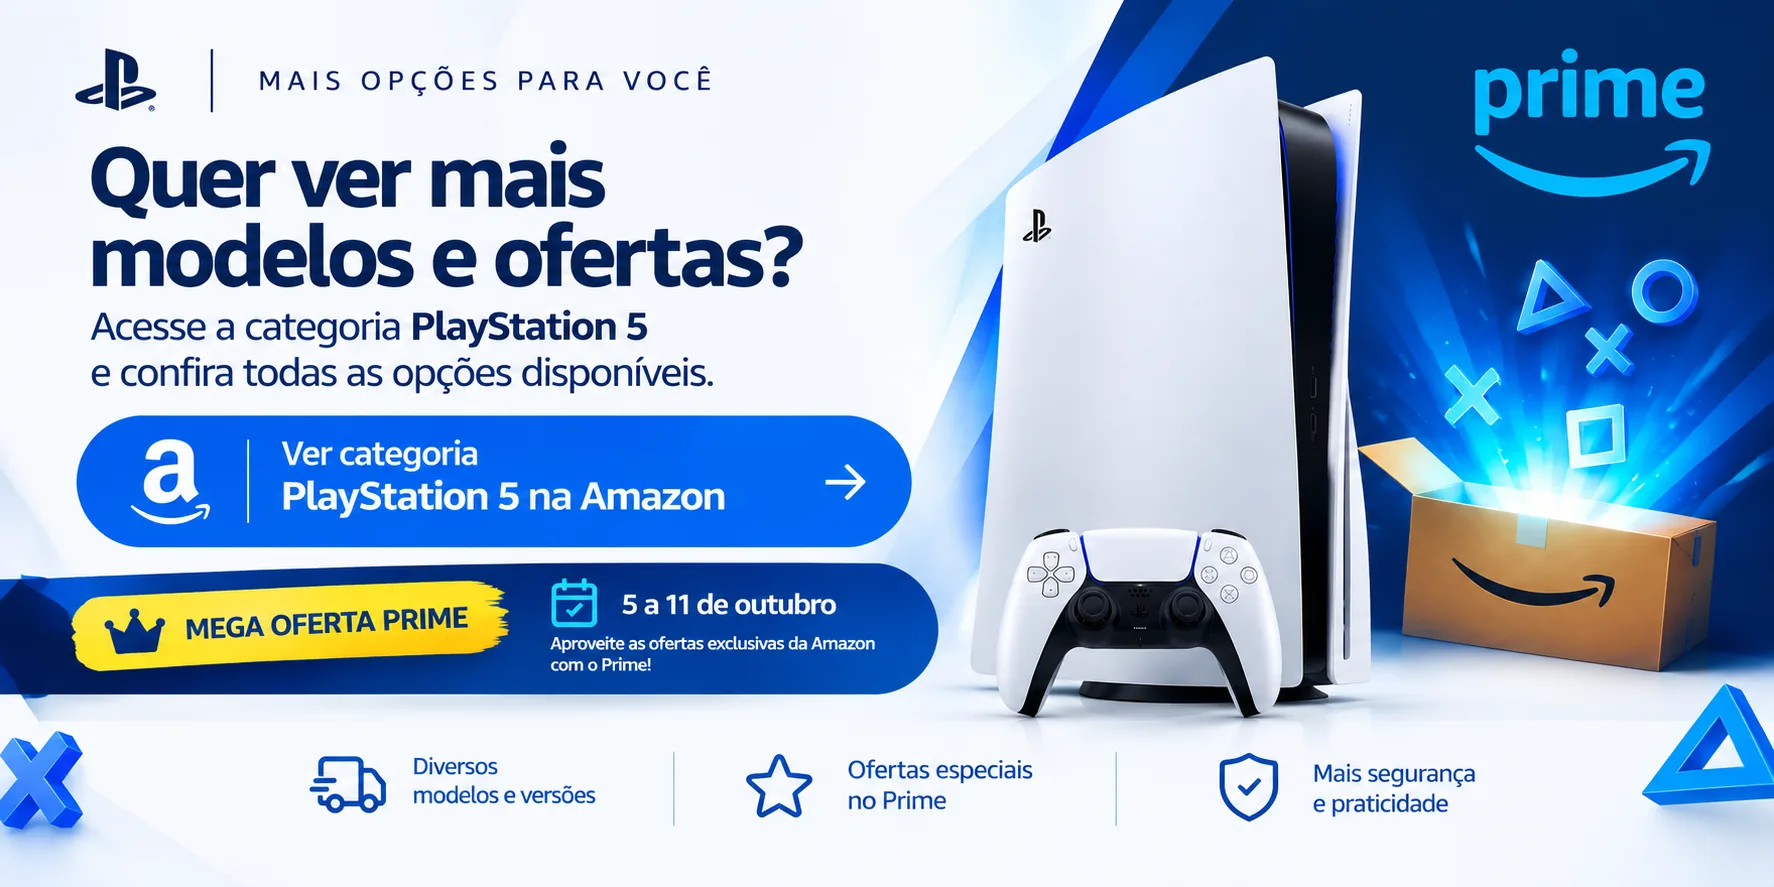 MAIS OPÇÕES PARA VOCÊ
prime
Quer ver mais
modelos e ofertas?
Acesse a categoria PlayStation 5
e confira todas as opções disponíveis.
a
Ver categoria
PlayStation 5 na Amazon
MEGA OFERTA PRIME
5 a 11 de outubro
Aproveite as ofertas exclusivas da Amazon
com o Prime!
Diversos
modelos e versões
Ofertas especiais
no Prime
Mais segurança
e praticidade